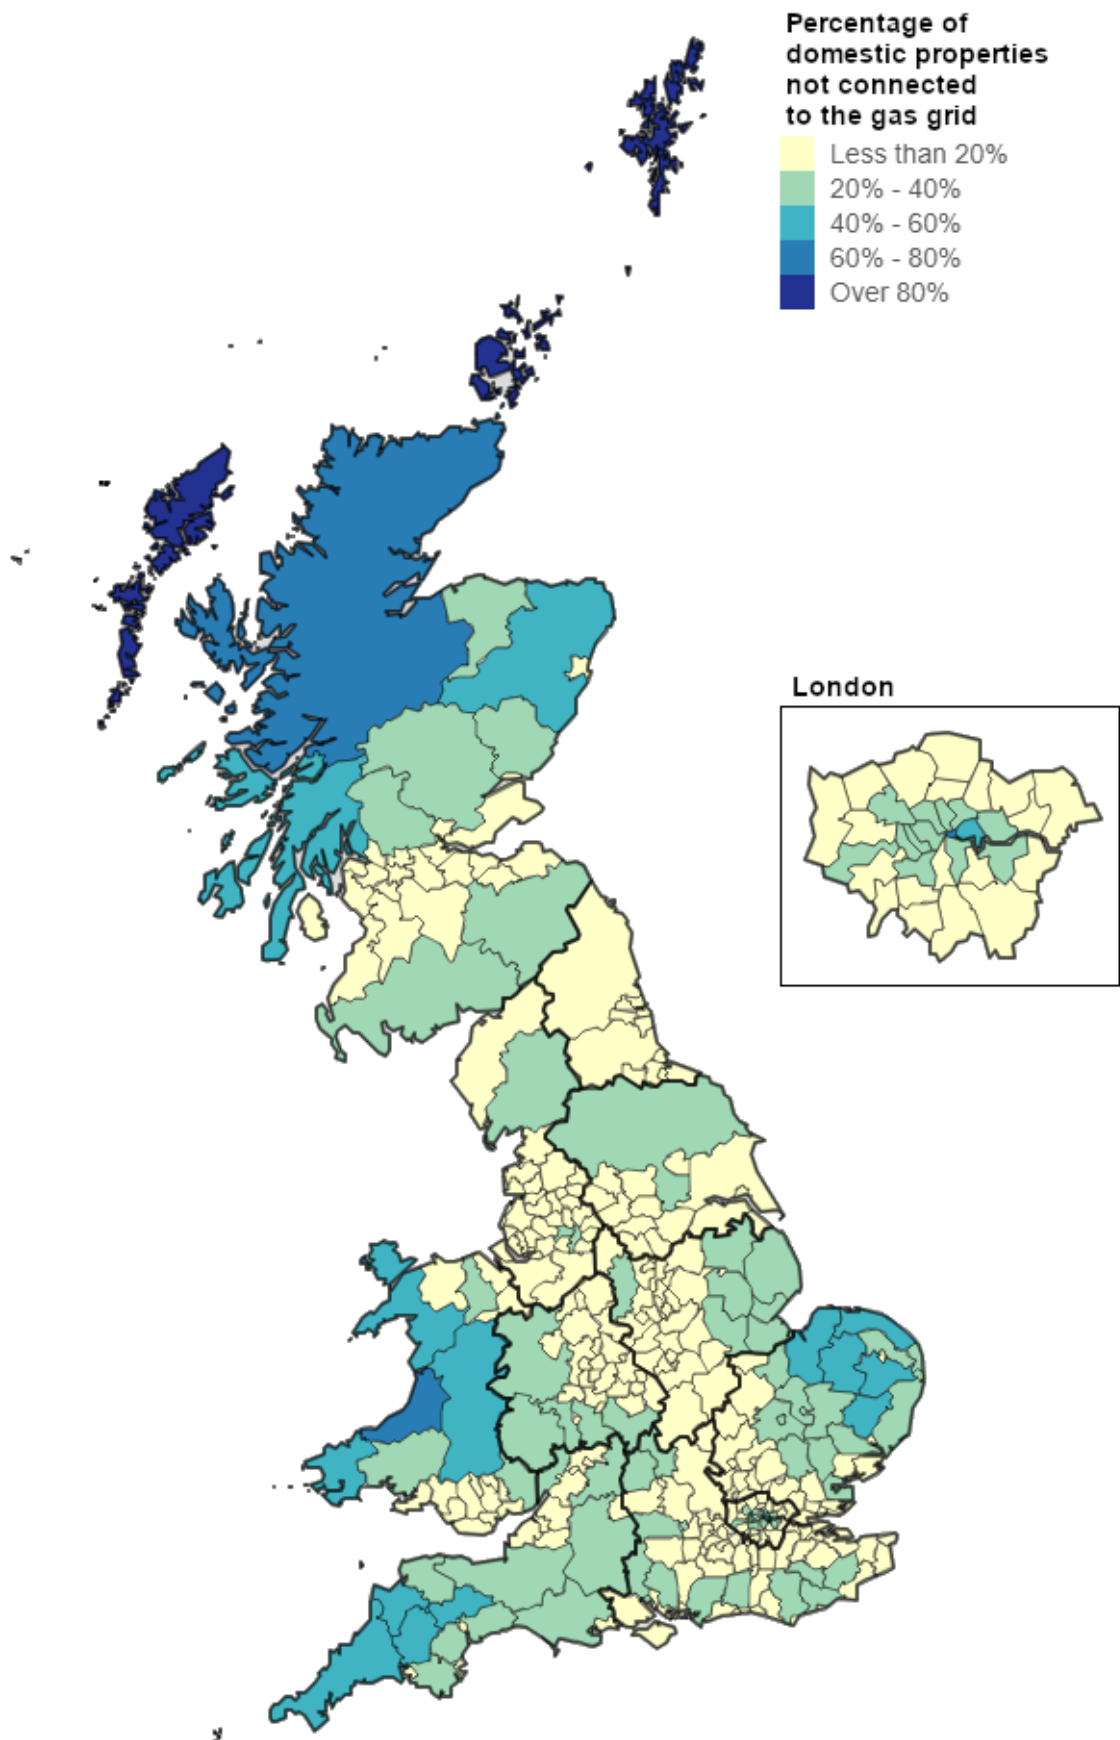 Percentage of
domestic properties
not connected
to the gas grid
Less than 20%
20% - 40%
40% - 60%
60% - 80%
Over 80%
London